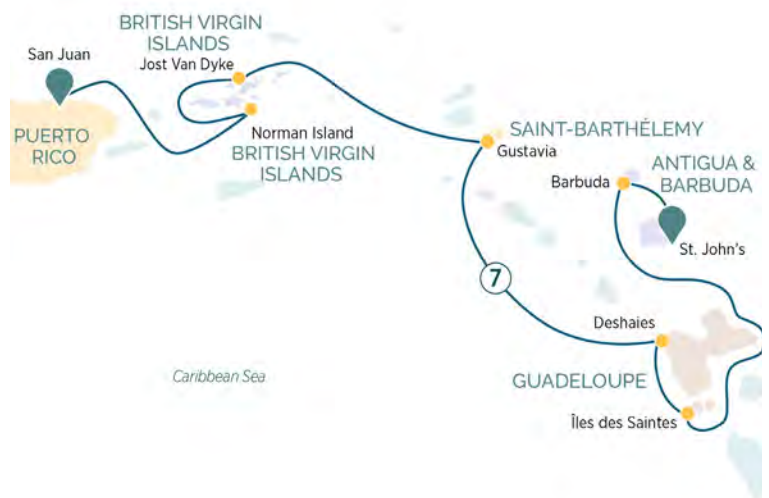 BRITISH VIRGIN
ISLANDS
San Juan
Jost Van Dyke
PUERTO
RICO
Norman Island
BRITISH VIRGIN
ISLANDS
SAINT-BARTHÉLEMY
Gustavia
ANTIGUA &
BARBUDA
Barbuda
St. John's
7
Deshaies
GUADELOUPE
Îles des Saintes
Caribbean Sea